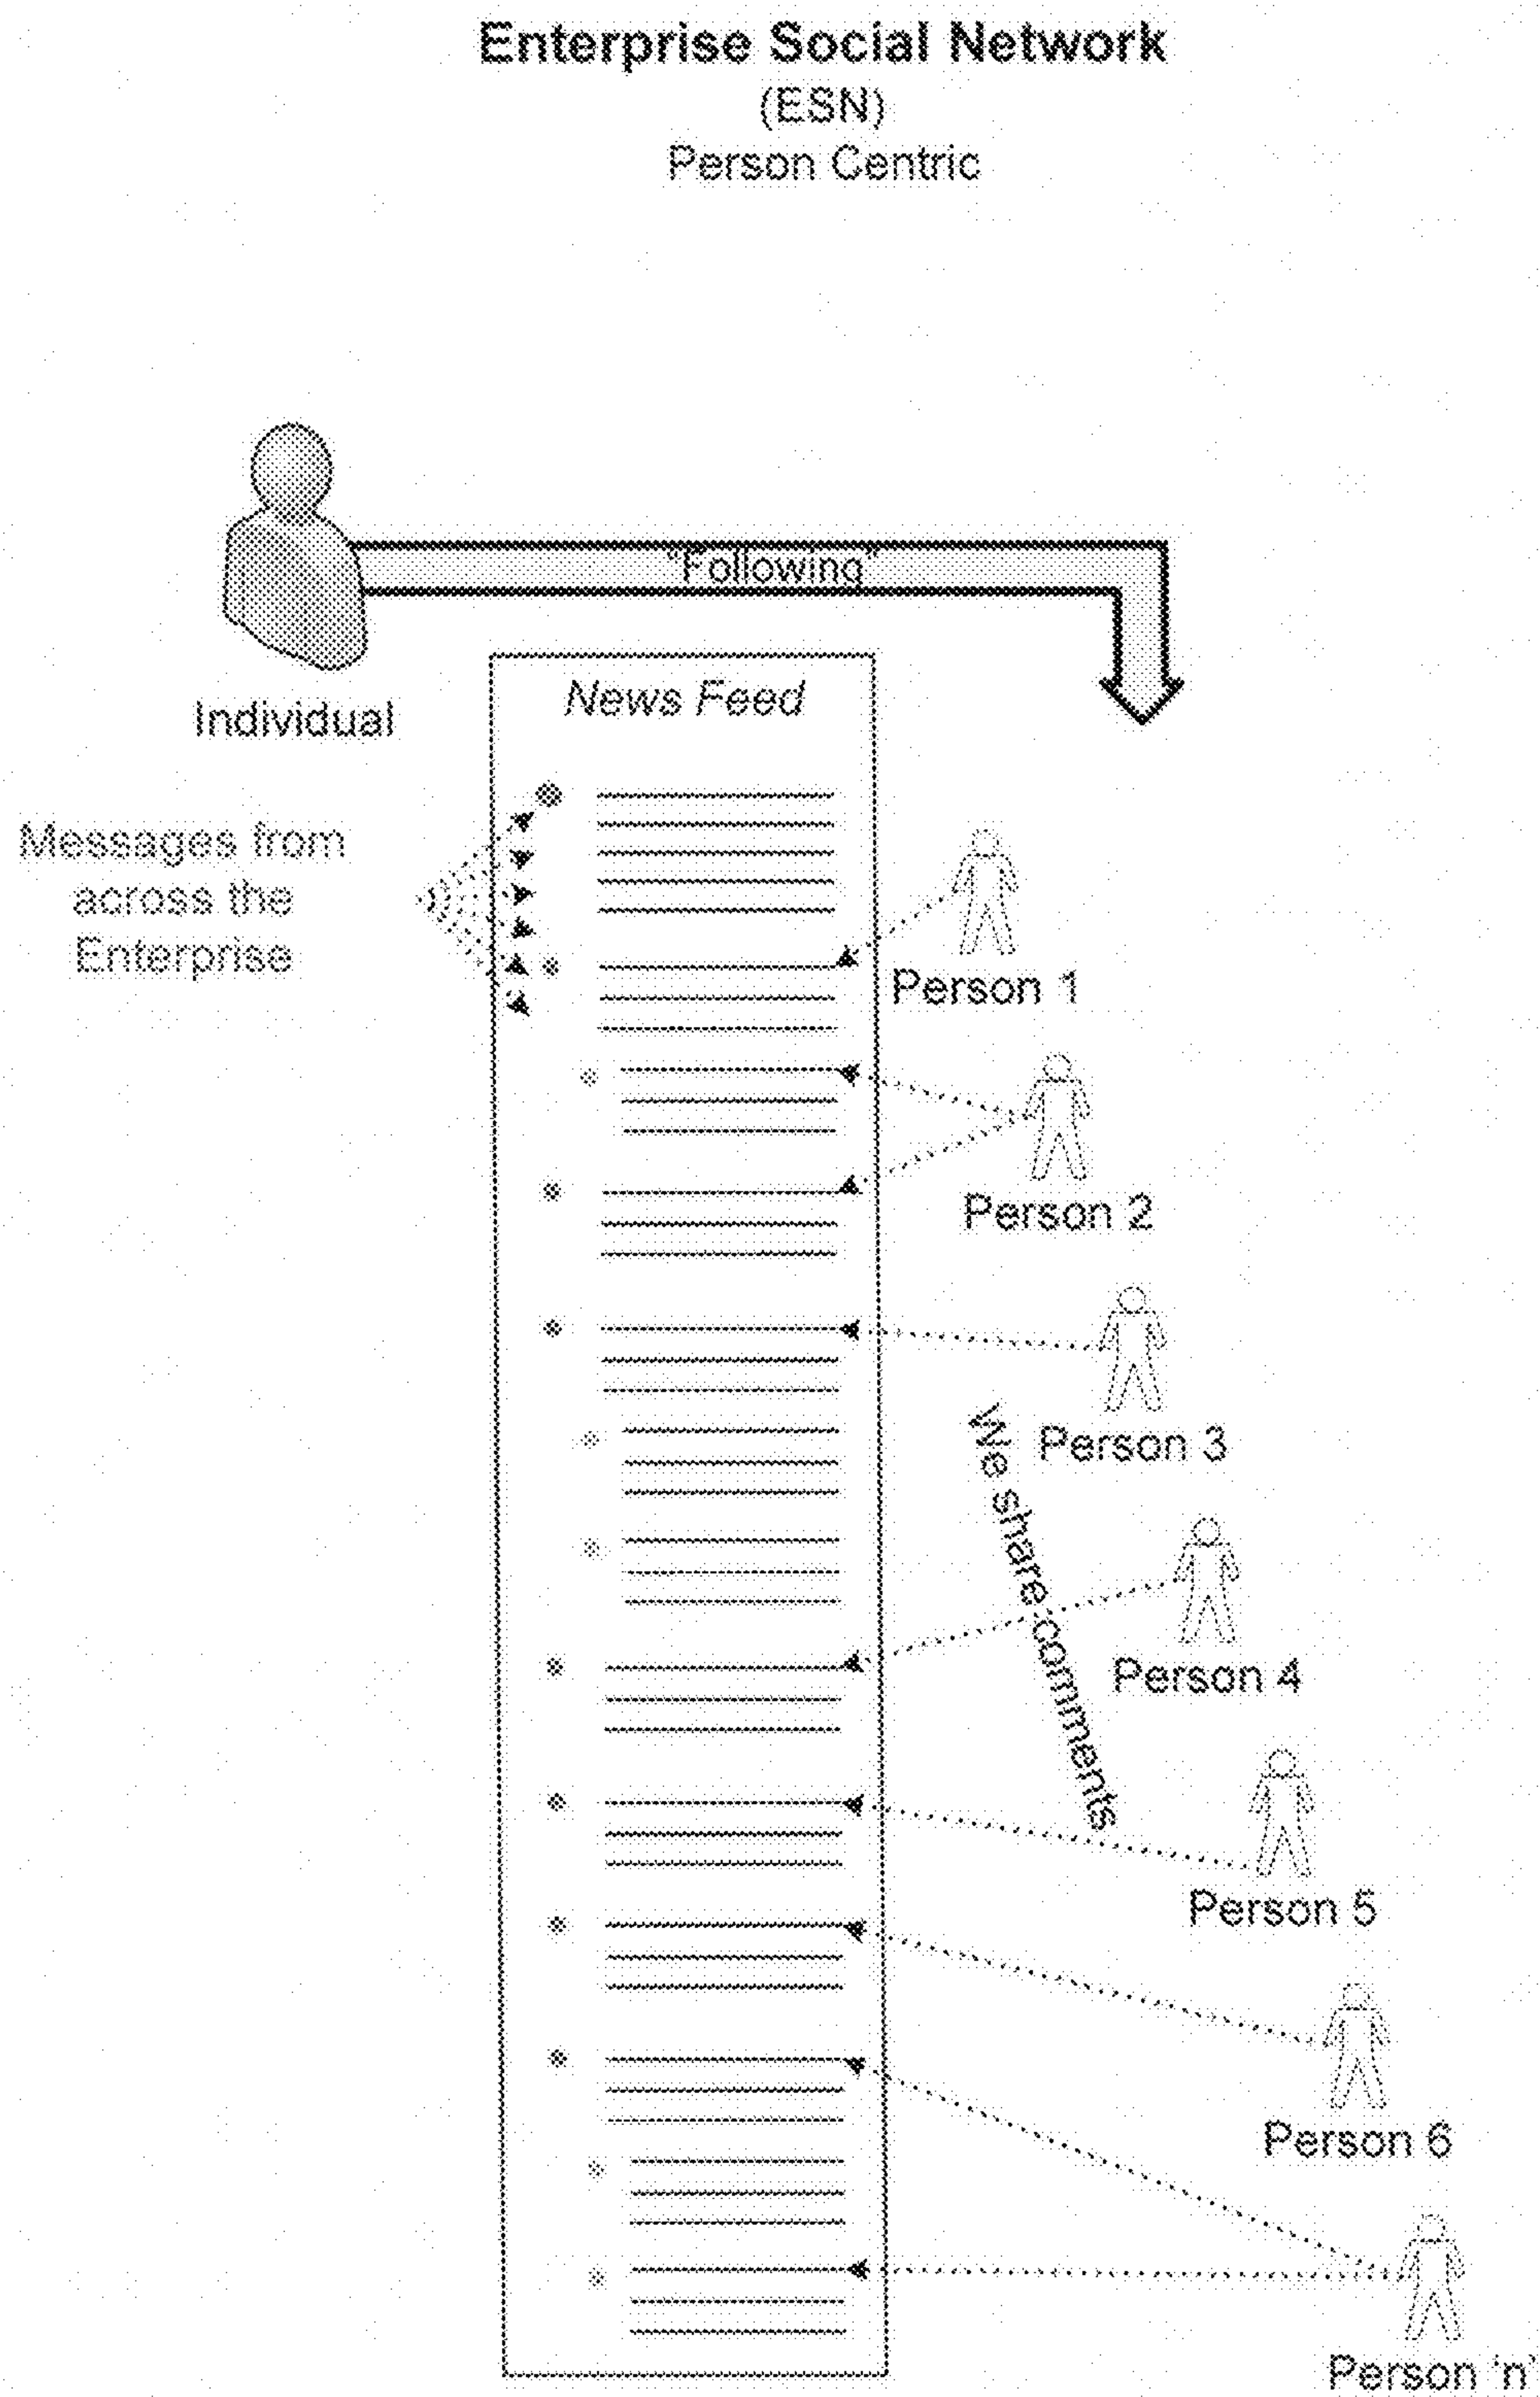 Enterprise Social Network
(ESN)
Person Centric
"Following"
Individual
News Feed
Messages from
across the
Enterprise
Person 1
Person 2
Person 3
We share comments
Person 4
Person 5
Person 6
Person 'n'